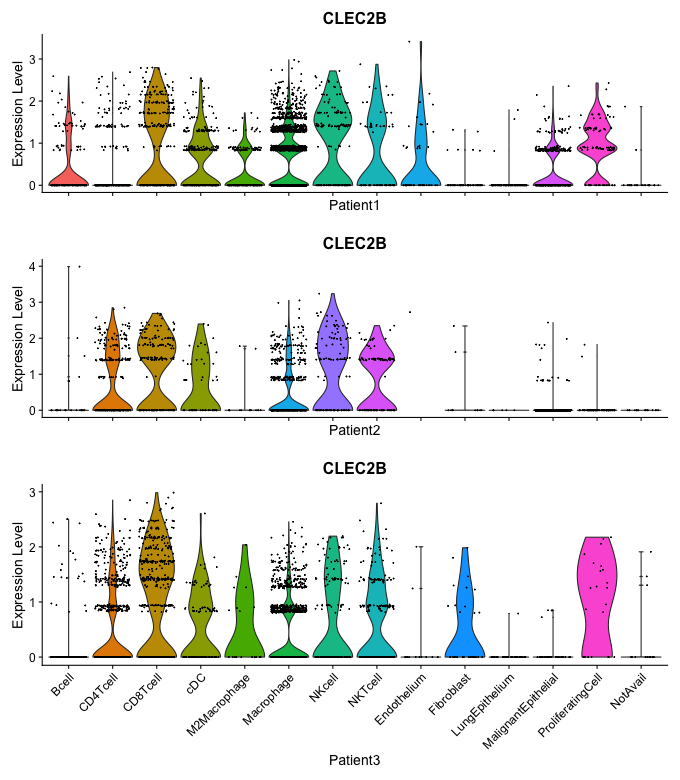 CLEC2B
Expression Level
3
2
1
0
Patient1
CLEC2B
Expression Level
4
3
2
1
0
Patient2
CLEC2B
Expression Level
3
2
1
0
Bcell
CD4Tcell
CD8Tcell
cDC
M2Macrophage
Macrophage
NKcell
NKTcell
Endothelium
Fibroblast
LungEpithelium
MalignantEpithelial
ProliferatingCell
NotAvail
Patient3